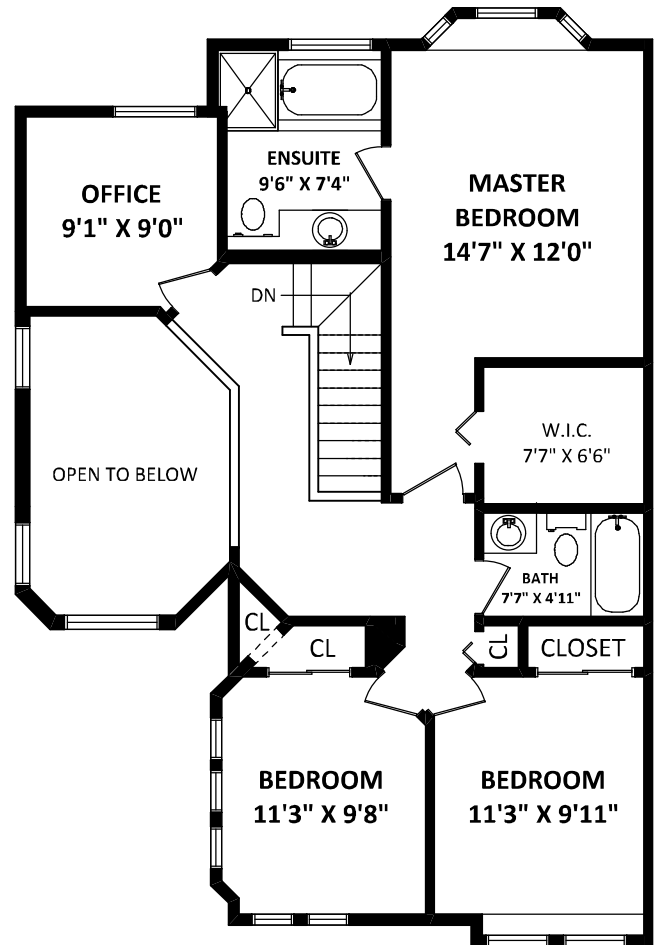 ENSUITE
9'6" X 7'4"
OFFICE
9'1" X 9'0"
MASTER
BEDROOM
14'7" X 12'0"
DN
W.I.C.
7'7" X 6'6"
OPEN TO BELOW
BATH
7'7" X 4'11"
CL
CL
CL
CLOSET
BEDROOM
11'3" X 9'8"
BEDROOM
11'3" X 9'11"